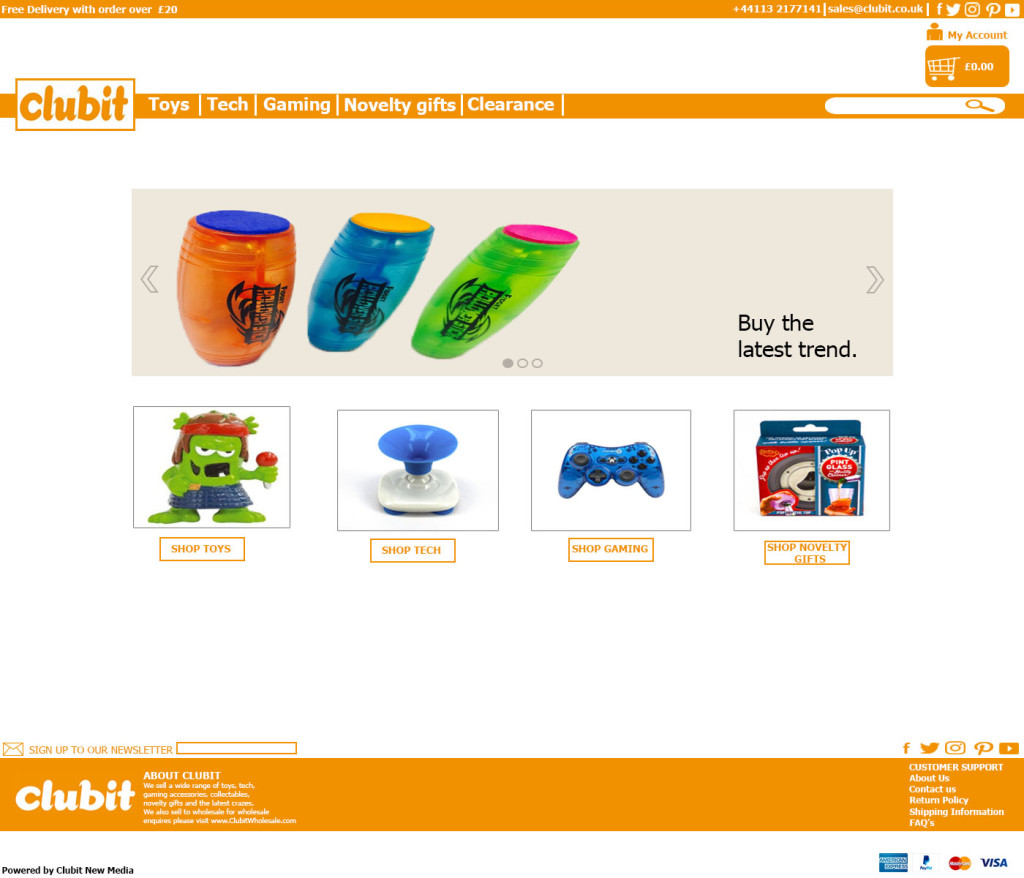 Free Delivery with order over £20
+44113 2177141
sales@clubit.co.uk
My Account
£0.00
clubit
Toys
Tech
Gaming
Novelty gifts
Clearance
Buy the
latest trend.
Pop Up
PINT
GLASS
SHOP TOYS
SHOP TECH
SHOP GAMING
SHOP NOVELTY
GIFTS
SIGN UP TO OUR NEWSLETTER
clubit
ABOUT CLUBIT
We sell a wide range of toys, tech,
gaming accessories, collectables,
novelty gifts and the latest crazes.
We also sell to wholesale for wholesale
enquires please visit www.ClubitWholesale.com
CUSTOMER SUPPORT
About Us
Contact us
Return Policy
Shipping Information
FAQ's
Powered by Clubit New Media
AMERICAN
EXPRESS
PayPal
MasterCard
VISA